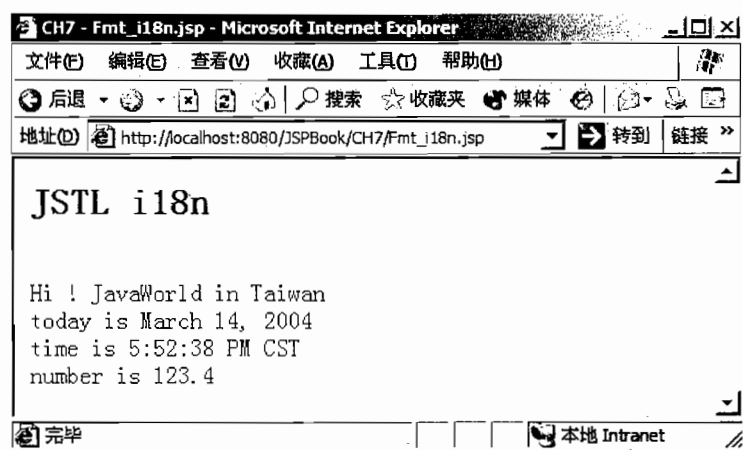 CH7 - Fmt_i18n.jsp - Microsoft Internet Explorer
文件(F) 编辑(E) 查看(V) 收藏(A) 工具(T) 帮助(H)
后退 搜索 收藏夹 媒体
地址(D) http://localhost:8080/JSPBook/CH7/Fmt_i18n.jsp 转到 链接 »
JSTL i18n
Hi ! JavaWorld in Taiwan
today is March 14, 2004
time is 5:52:38 PM CST
number is 123.4
完毕 本地 Intranet